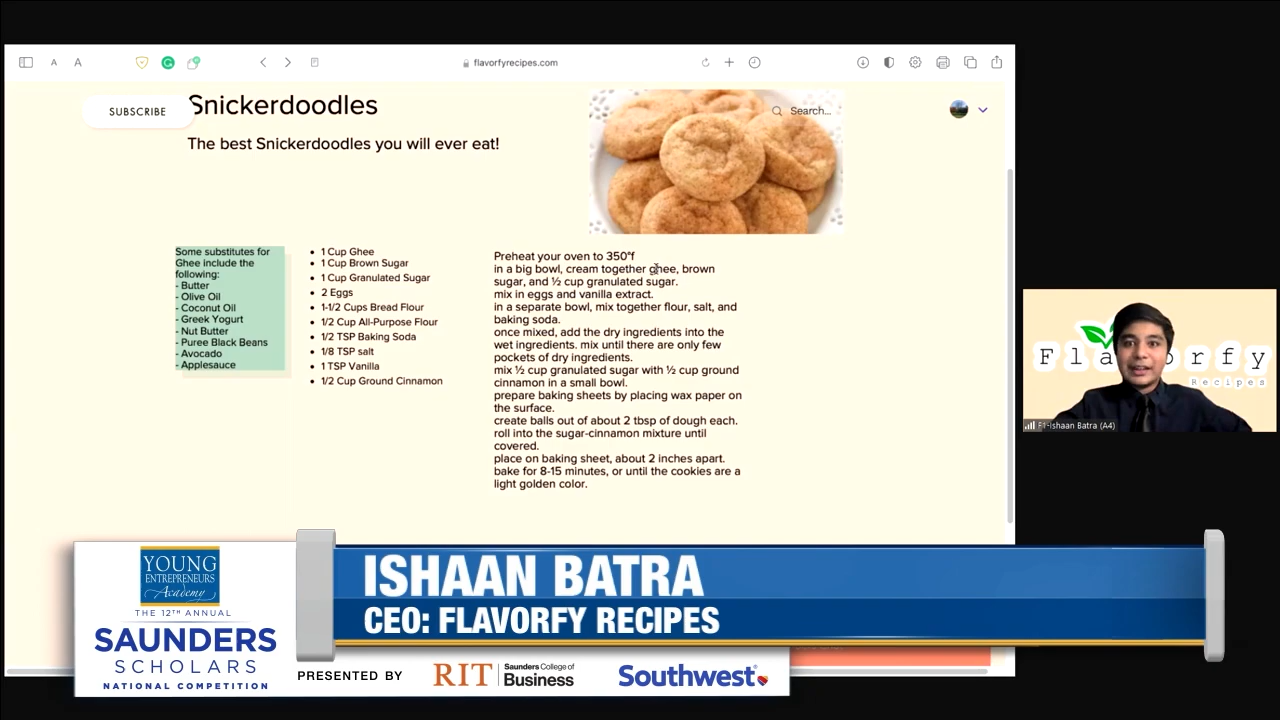 A A
flavorfyrecipes.com
SUBSCRIBE
Snickerdoodles
Search...
The best Snickerdoodles you will ever eat!
Some substitutes for
Ghee include the
following:
- Butter
- Olive Oil
- Coconut Oil
- Greek Yogurt
- Nut Butter
- Puree Black Beans
- Avocado
- Applesauce
• 1 Cup Ghee
• 1 Cup Brown Sugar
• 1 Cup Granulated Sugar
• 2 Eggs
• 1-1/2 Cups Bread Flour
• 1/2 Cup All-Purpose Flour
• 1/2 TSP Baking Soda
• 1/8 TSP salt
• 1 TSP Vanilla
• 1/2 Cup Ground Cinnamon
Preheat your oven to 350°f
in a big bowl, cream together ghee, brown
sugar, and ½ cup granulated sugar.
mix in eggs and vanilla extract.
in a separate bowl, mix together flour, salt, and
baking soda.
once mixed, add the dry ingredients into the
wet ingredients. mix until there are only few
pockets of dry ingredients.
mix ½ cup granulated sugar with ½ cup ground
cinnamon in a small bowl.
prepare baking sheets by placing wax paper on
the surface.
create balls out of about 2 tbsp of dough each.
roll into the sugar-cinnamon mixture until
covered.
place on baking sheet, about 2 inches apart.
bake for 8-15 minutes, or until the cookies are a
light golden color.
Fla orfy
Recipes
F1-Ishaan Batra (A4)
YOUNG
ENTREPRENEURS
Academy
THE 12TH ANNUAL
SAUNDERS
SCHOLARS
NATIONAL COMPETITION
ISHAAN BATRA
CEO: FLAVORFY RECIPES
PRESENTED BY
RIT Saunders College of
Business
Southwest